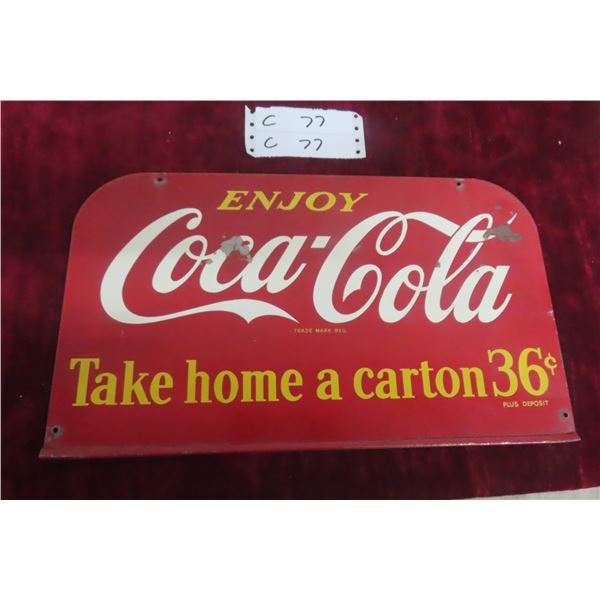 C 77
C 77
ENJOY
Coca-Cola
TRADE MARK REG.
Take home a carton 36¢
PLUS DEPOSIT